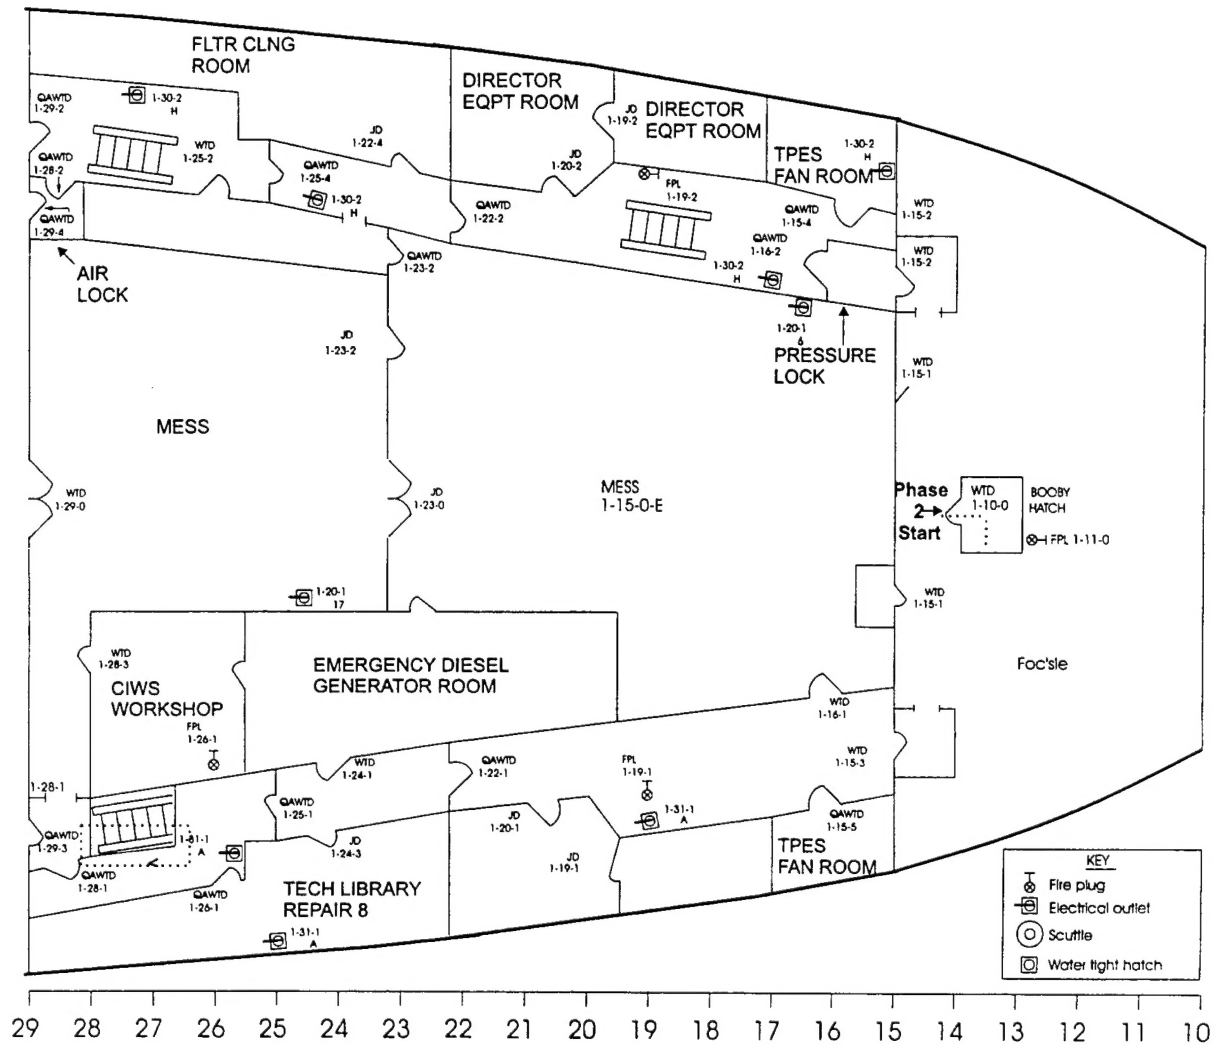 FLTR CLNG
ROOM
DIRECTOR
EQPT ROOM
JD
1-19-2
DIRECTOR
EQPT ROOM
QAWTD
1-29-2
1-30-2
H
QAWTD
1-28-2
WTD
1-25-2
JD
1-22-4
QAWTD
1-25-4
1-30-2
H
JD
1-20-2
FPL
1-19-2
TPES
FAN ROOM
1-30-2
H
QAWTD
1-29-4
QAWTD
1-22-2
QAWTD
1-15-4
WTD
1-15-2
QAWTD
1-16-2
WTD
1-15-2
AIR
LOCK
QAWTD
1-23-2
1-30-2
H
1-20-1
6
PRESSURE
LOCK
JD
1-23-2
WTD
1-15-1
MESS
WTD
1-29-0
JD
1-23-0
MESS
1-15-0-E
Phase
2
Start
WTD
1-10-0
BOOBY
HATCH
FPL 1-11-0
1-20-1
17
WTD
1-15-1
WTD
1-28-3
CIWS
WORKSHOP
EMERGENCY DIESEL
GENERATOR ROOM
Foc'sle
FPL
1-26-1
WTD
1-16-1
WTD
1-24-1
QAWTD
1-22-1
FPL
1-19-1
WTD
1-15-3
1-28-1
QAWTD
1-25-1
1-31-1
A
QAWTD
1-29-3
1-31-1
A
JD
1-24-3
JD
1-20-1
QAWTD
1-15-5
QAWTD
1-28-1
QAWTD
1-26-1
TECH LIBRARY
REPAIR 8
JD
1-19-1
TPES
FAN ROOM
1-31-1
A
KEY
Fire plug
Electrical outlet
Scuttle
Water tight hatch
29 28 27 26 25 24 23 22 21 20 19 18 17 16 15 14 13 12 11 10